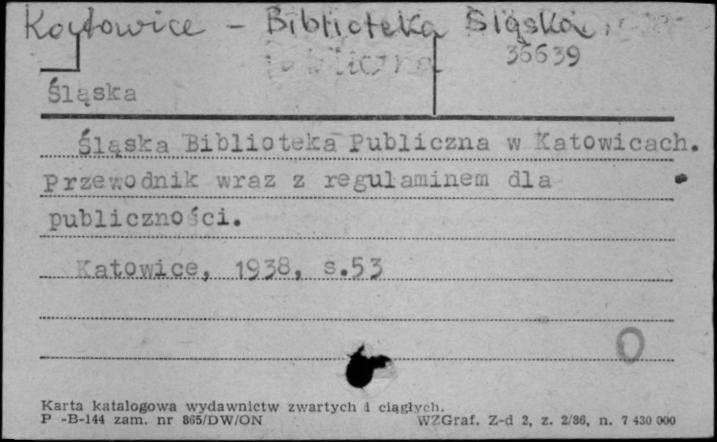 Katowice - Biblioteka Śląska
Publiczna 36639
Śląska
Śląska Biblioteka Publiczna w Katowicach.
Przewodnik wraz z regulaminem dla
publiczności.
Katowice, 1938, s.53
O
Karta katalogowa wydawnictw zwartych i ciągłych.
P -B-144 zam. nr 865/DW/ON WZGraf. Z-d 2, z. 2/86, n. 7 430 000